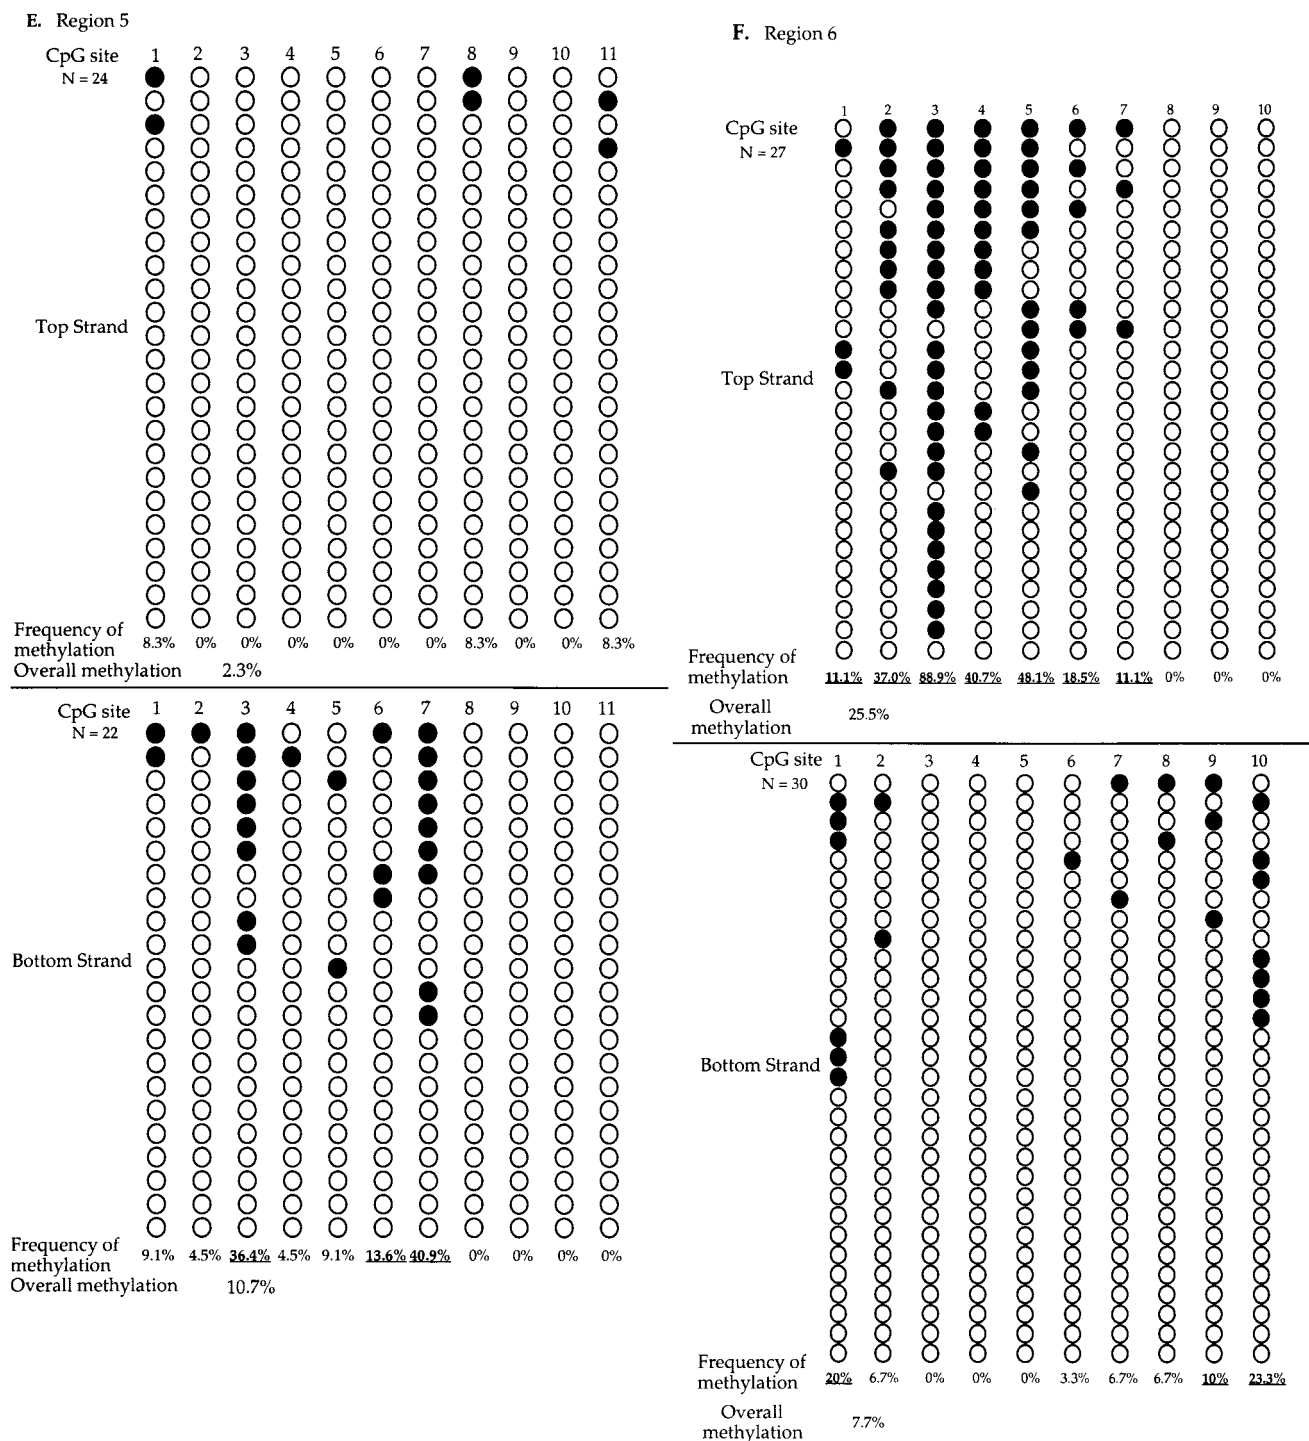 E. Region 5
CpG site 1 2 3 4 5 6 7 8 9 10 11
N = 24
Top Strand
Frequency of
methylation 8.3% 0% 0% 0% 0% 0% 0% 8.3% 0% 0% 8.3%
Overall methylation 2.3%
CpG site 1 2 3 4 5 6 7 8 9 10 11
N = 22
Bottom Strand
Frequency of
methylation 9.1% 4.5% 36.4% 4.5% 9.1% 13.6% 40.9% 0% 0% 0% 0%
Overall methylation 10.7%
F. Region 6
1 2 3 4 5 6 7 8 9 10
CpG site
N = 27
Top Strand
Frequency of
methylation 11.1% 37.0% 88.9% 40.7% 48.1% 18.5% 11.1% 0% 0% 0%
Overall
methylation 25.5%
CpG site 1 2 3 4 5 6 7 8 9 10
N = 30
Bottom Strand
Frequency of
methylation 20% 6.7% 0% 0% 0% 3.3% 6.7% 6.7% 10% 23.3%
Overall
methylation 7.7%